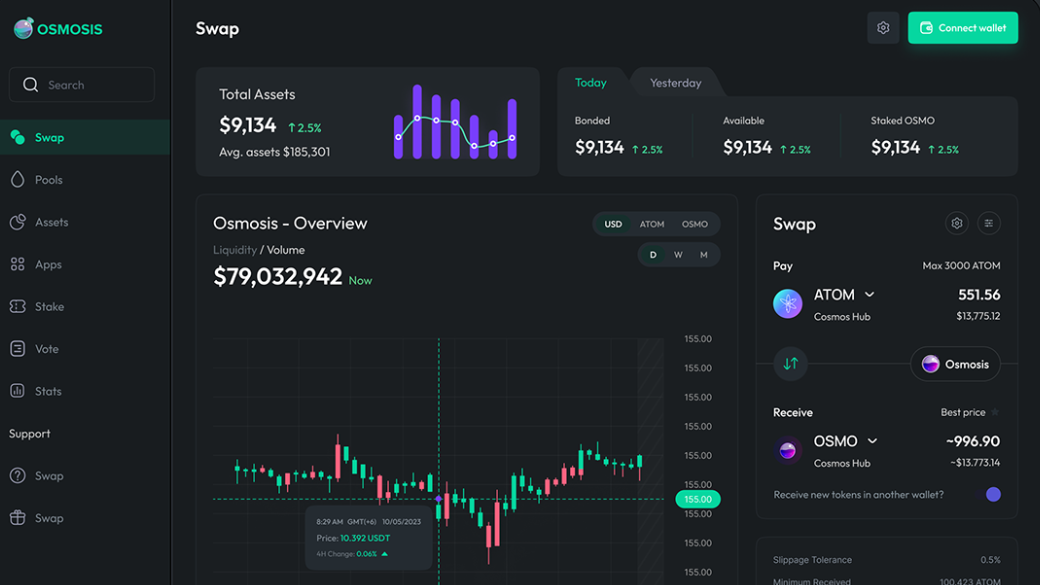 OSMOSIS
Search
Swap
Pools
Assets
Apps
Stake
Vote
Stats
Support
Swap
Swap
Swap
Connect wallet
Total Assets
$9,134 ↑ 2.5%
Avg. assets $185,301
Today Yesterday
Bonded Available Staked OSMO
$9,134 ↑ 2.5% $9,134 ↑ 2.5% $9,134 ↑ 2.5%
Osmosis - Overview
USD ATOM OSMO
Liquidity / Volume
D W M
$79,032,942 Now
155.00
155.00
155.00
155.00
155.00
155.00
155.00
155.00
155.00
155.00
8:29 AM GMT(+6) 10/05/2023
Price: 10.392 USDT
4H Change: 0.06%
Swap
Pay Max 3000 ATOM
ATOM 551.56
Cosmos Hub $13,775.12
Osmosis
Receive Best price
OSMO ~996.90
Cosmos Hub ~$13.773.14
Receive new tokens in another wallet?
Slippage Tolerance 0.5%
Minimum Received 100.423 ATOM